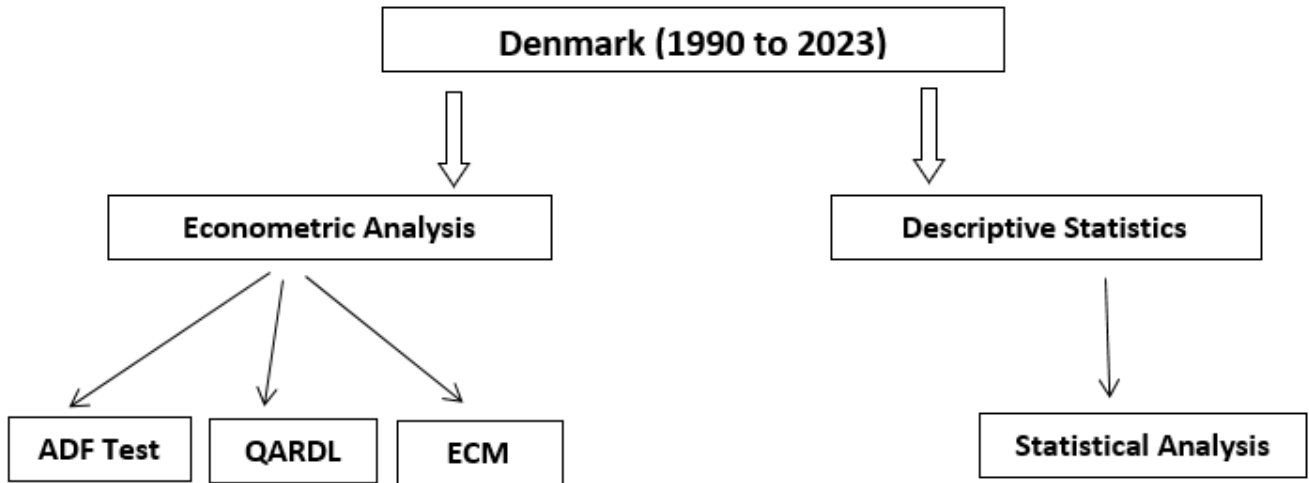 Denmark (1990 to 2023)
Econometric Analysis
Descriptive Statistics
ADF Test
QARDL
ECM
Statistical Analysis